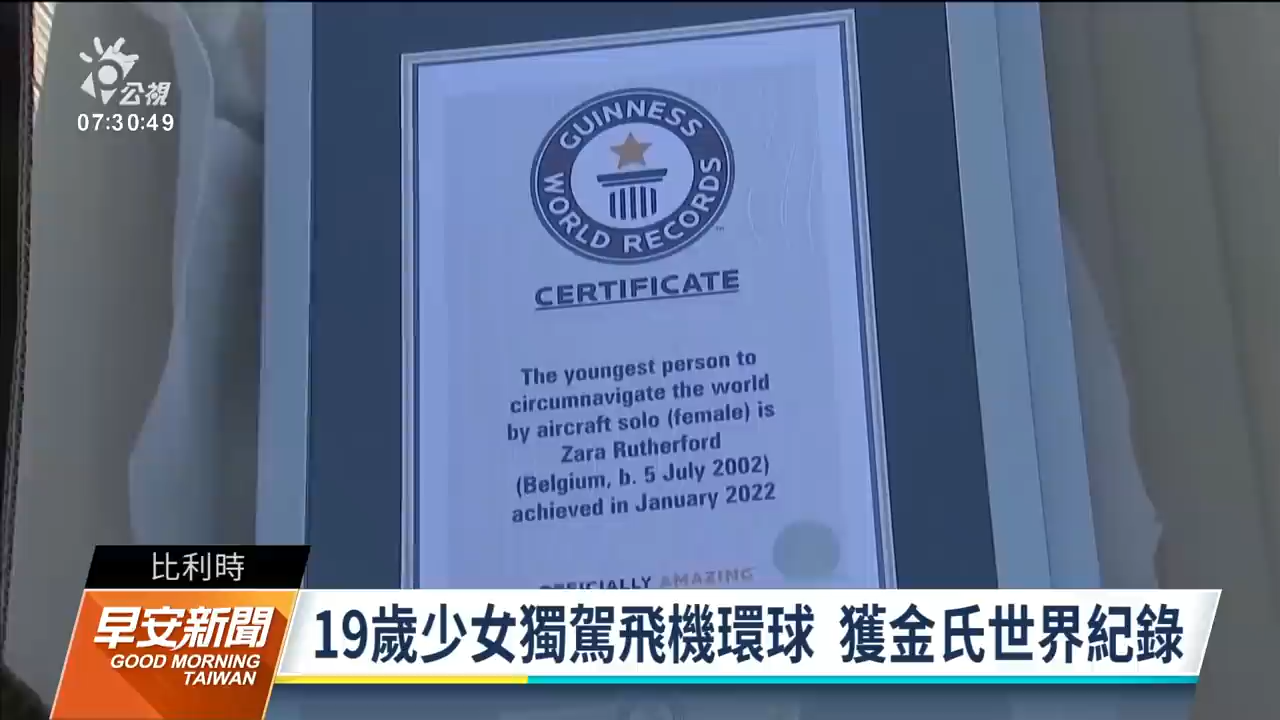 公視
07:30:49
GUINNESS
WORLD RECORDS
™
CERTIFICATE
The youngest person to
circumnavigate the world
by aircraft solo (female) is
Zara Rutherford
(Belgium, b. 5 July 2002)
achieved in January 2022
OFFICIALLY AMAZING
比利時
早安新聞
GOOD MORNING
TAIWAN
19歲少女獨駕飛機環球 獲金氏世界紀錄